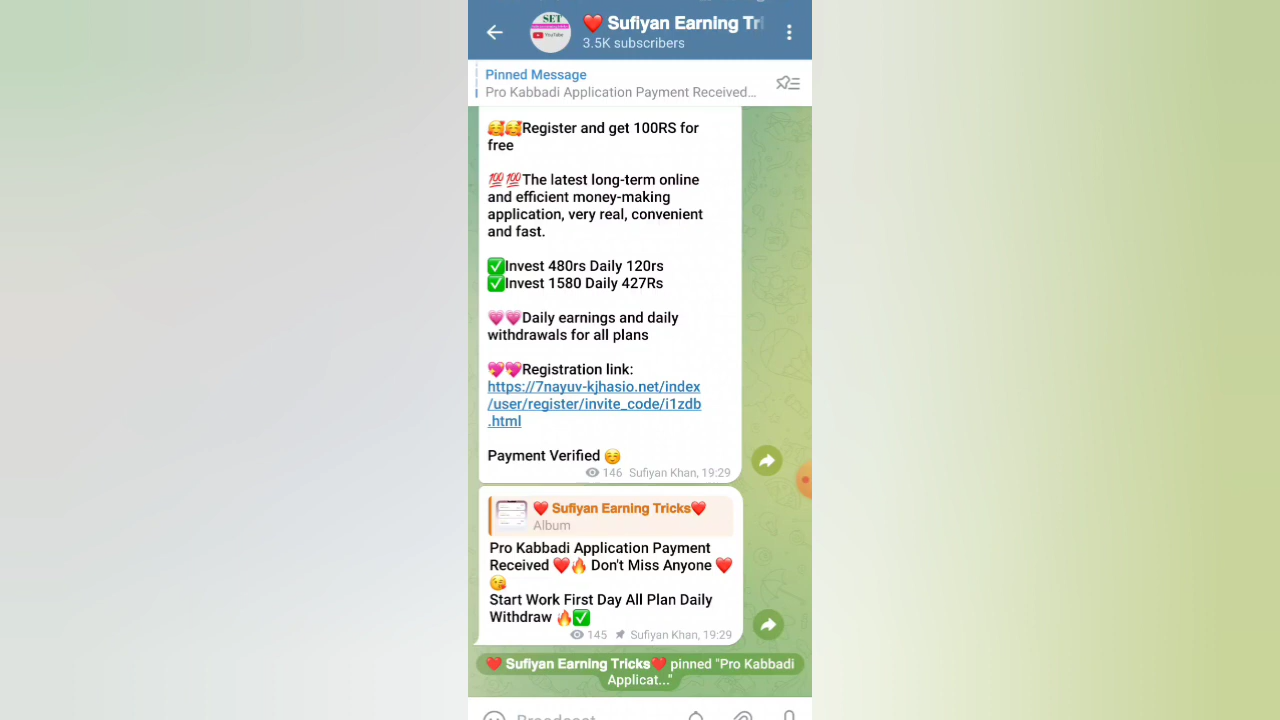 SET
YouTube
❤️ Sufiyan Earning Tri
3.5K subscribers
Pinned Message
Pro Kabbadi Application Payment Received...
🥰🥰Register and get 100RS for
free
💯💯The latest long-term online
and efficient money-making
application, very real, convenient
and fast.
✅Invest 480rs Daily 120rs
✅Invest 1580 Daily 427Rs
💗💗Daily earnings and daily
withdrawals for all plans
💖💖Registration link:
https://7nayuv-kjhasio.net/index
/user/register/invite_code/i1zdb
.html
Payment Verified ☺️
146 Sufiyan Khan, 19:29
❤️ Sufiyan Earning Tricks❤️
Album
Pro Kabbadi Application Payment
Received ❤️🔥 Don't Miss Anyone ❤️
😘
Start Work First Day All Plan Daily
Withdraw 🔥✅
145 Sufiyan Khan, 19:29
❤️ Sufiyan Earning Tricks❤️ pinned "Pro Kabbadi
Applicat..."
Broadcast